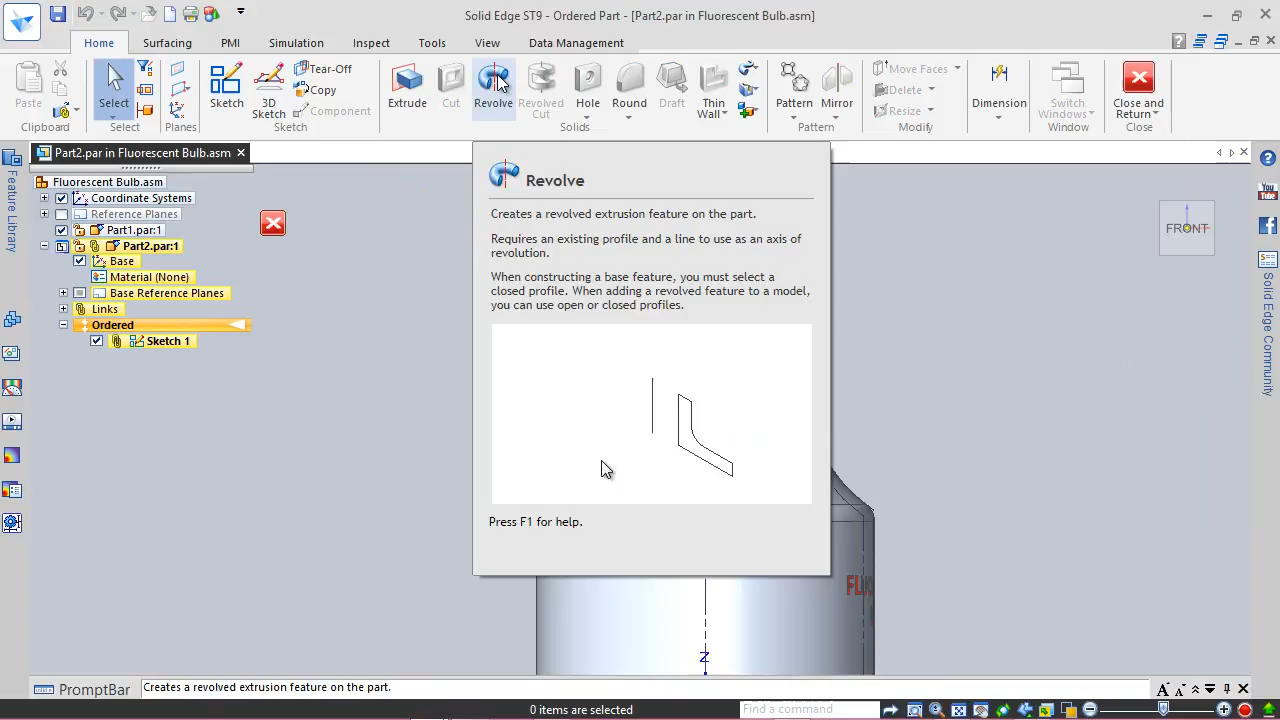 Solid Edge ST9 - Ordered Part - [Part2.par in Fluorescent Bulb.asm]
Home
Surfacing
PMI
Simulation
Inspect
Tools
View
Data Management
Paste
Clipboard
Select
Select
Planes
Sketch
3D Sketch
Tear-Off
Copy
Component
Sketch
Extrude
Cut
Revolve
Revolved Cut
Hole
Round
Draft
Thin Wall
Solids
Pattern
Mirror
Pattern
Move Faces
Delete
Resize
Modify
Dimension
Switch Windows
Window
Close and Return
Close
Part2.par in Fluorescent Bulb.asm
Feature Library
Fluorescent Bulb.asm
Coordinate Systems
Reference Planes
Part1.par:1
Part2.par:1
Base
Material (None)
Base Reference Planes
Links
Ordered
Sketch 1
Revolve
Creates a revolved extrusion feature on the part.
Requires an existing profile and a line to use as an axis of
revolution.
When constructing a base feature, you must select a
closed profile. When adding a revolved feature to a model,
you can use open or closed profiles.
Press F1 for help.
FRONT
You Tube
Solid Edge Community
Z
PromptBar
Creates a revolved extrusion feature on the part.
0 items are selected
Find a command